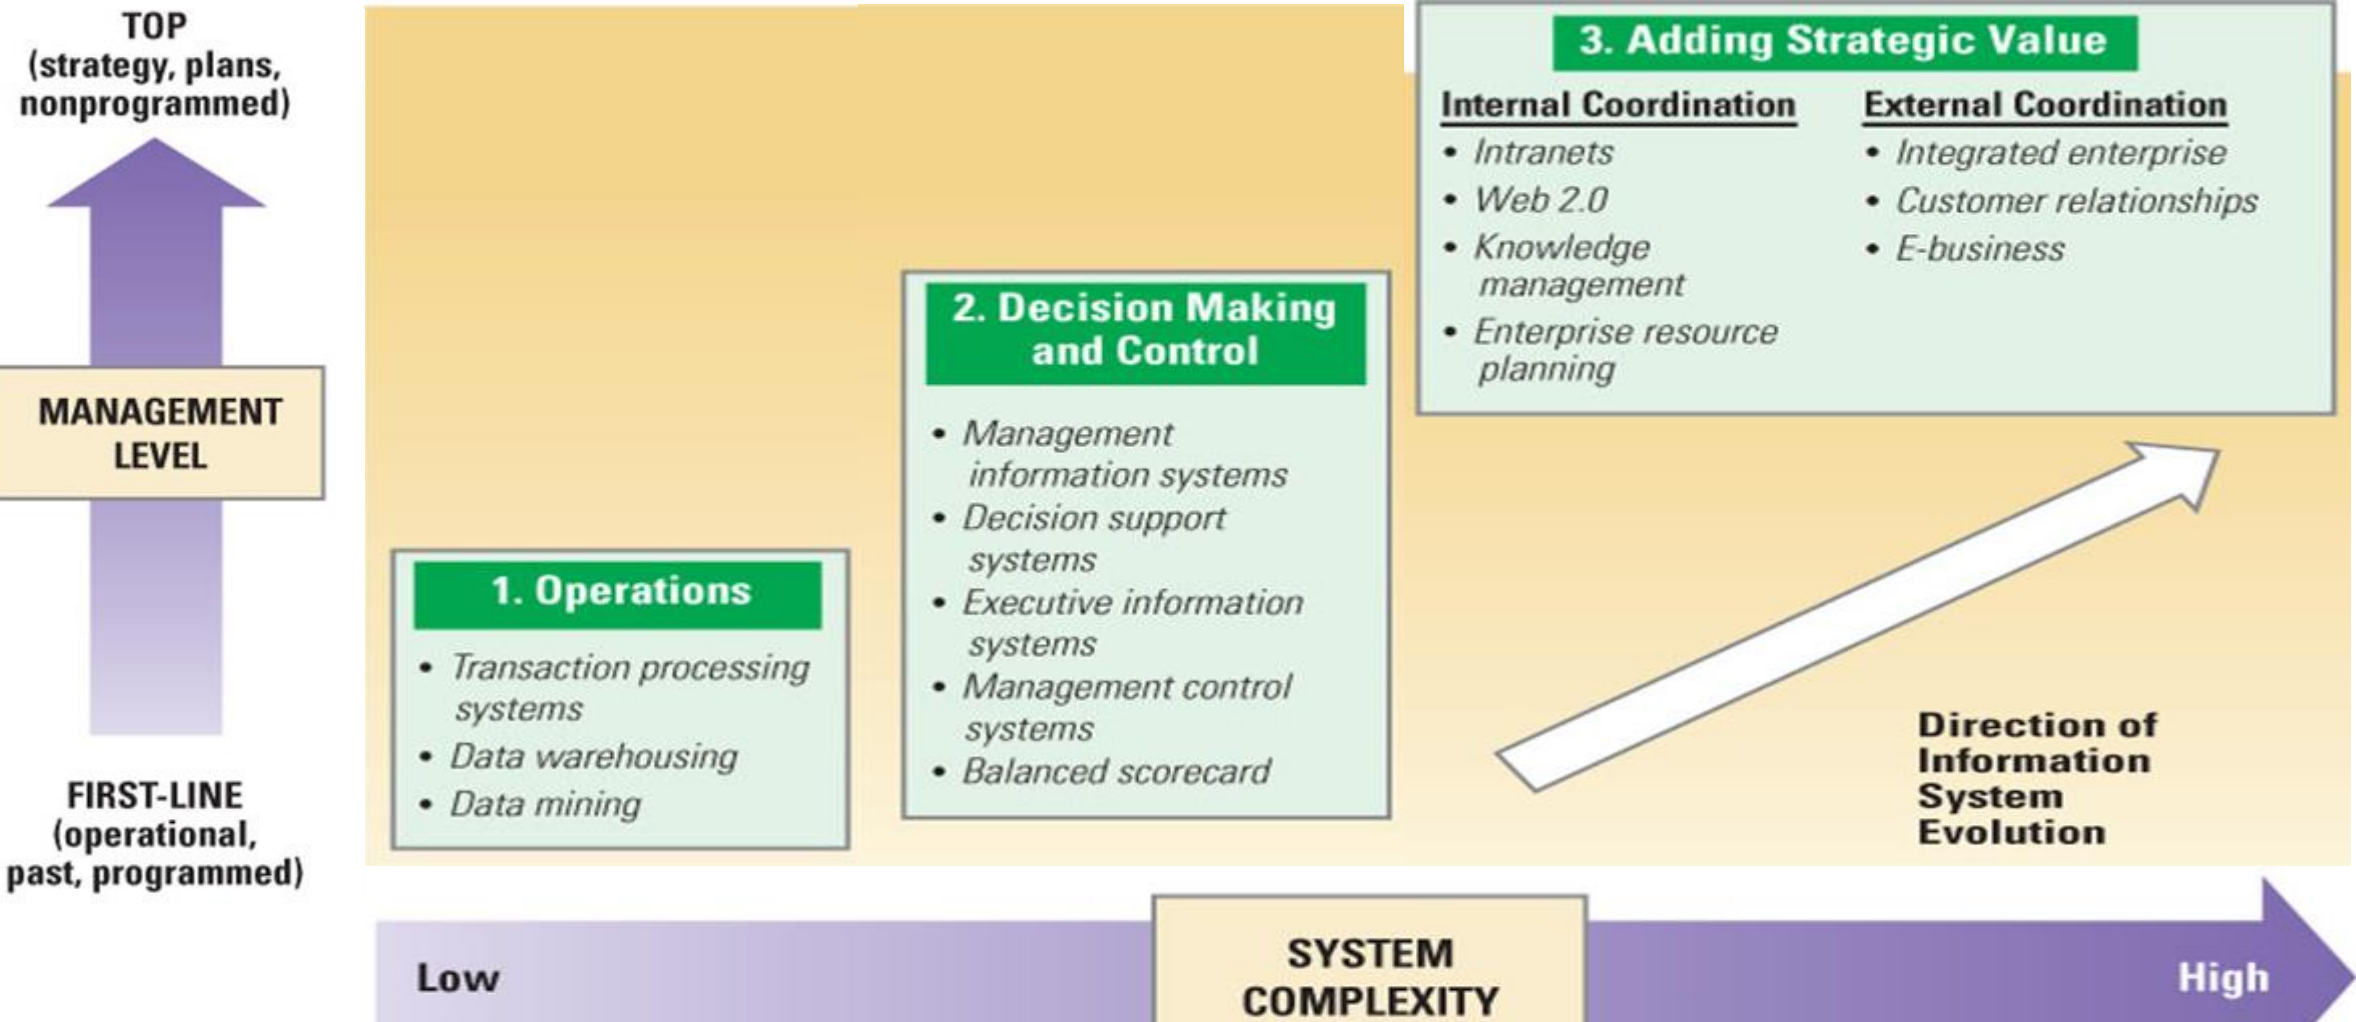 TOP
(strategy, plans,
nonprogrammed)
MANAGEMENT
LEVEL
FIRST-LINE
(operational,
past, programmed)
1. Operations
• Transaction processing
systems
• Data warehousing
• Data mining
2. Decision Making
and Control
• Management
information systems
• Decision support
systems
• Executive information
systems
• Management control
systems
• Balanced scorecard
3. Adding Strategic Value
Internal Coordination
• Intranets
• Web 2.0
• Knowledge
management
• Enterprise resource
planning
External Coordination
• Integrated enterprise
• Customer relationships
• E-business
Direction of
Information
System
Evolution
Low
SYSTEM
COMPLEXITY
High